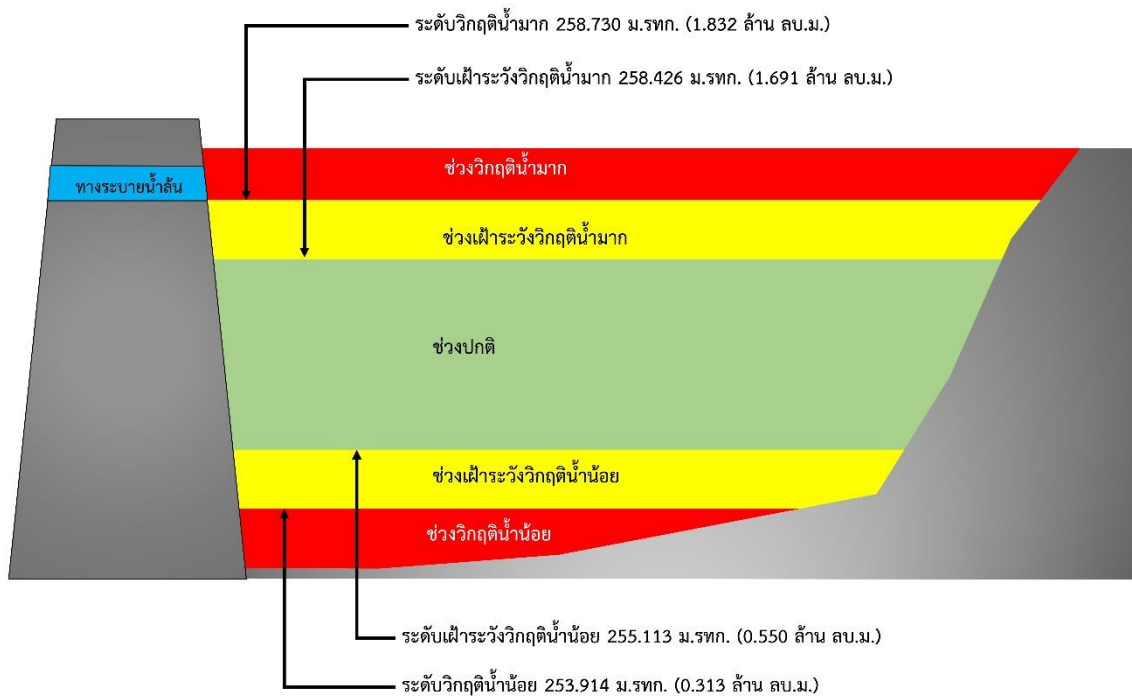 ระดับวิกฤติน้ำมาก 258.730 ม.รทก. (1.832 ล้าน ลบ.ม.)
ระดับเฝ้าระวังวิกฤติน้ำมาก 258.426 ม.รทก. (1.691 ล้าน ลบ.ม.)
ช่วงวิกฤติน้ำมาก
ทางระบายน้ำล้น
ช่วงเฝ้าระวังวิกฤติน้ำมาก
ช่วงปกติ
ช่วงเฝ้าระวังวิกฤติน้ำน้อย
ช่วงวิกฤติน้ำน้อย
ระดับเฝ้าระวังวิกฤติน้ำน้อย 255.113 ม.รทก. (0.550 ล้าน ลบ.ม.)
ระดับวิกฤติน้ำน้อย 253.914 ม.รทก. (0.313 ล้าน ลบ.ม.)